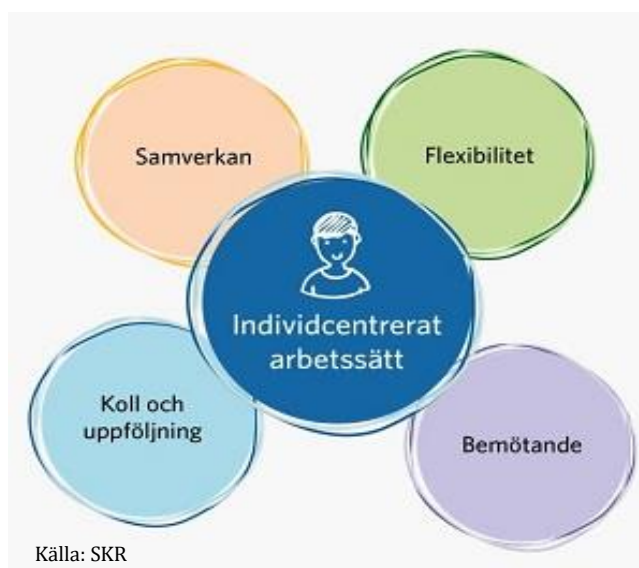 Samverkan
Flexibilitet
Individcentrerat
arbetssätt
Koll och
uppföljning
Bemötande
Källa: SKR